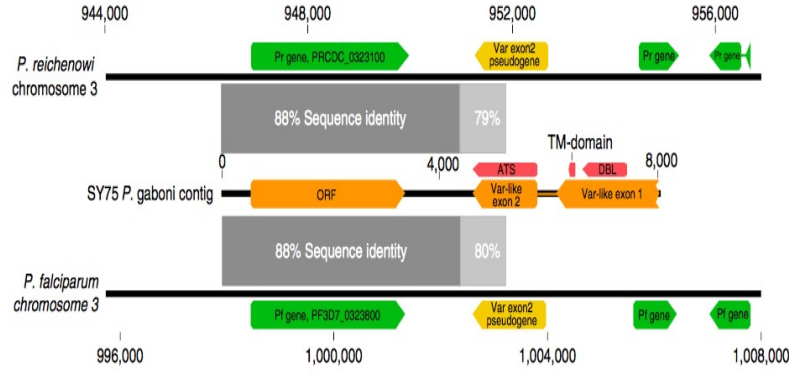 944,000 948,000 952,000 956,000
P. reichenowi
chromosome 3
Pr gene, PRCDC_0323100
Var exon2
pseudogene
Pr gene
Pr gene
88% Sequence identity
79%
TM-domain
0 4,000 8,000
ATS
DBL
SY75 P. gaboni contig
ORF
Var-like
exon 2
Var-like exon 1
88% Sequence identity
80%
P. falciparum
chromosome 3
Pf gene, PF3D7_0323800
Var exon2
pseudogene
Pf gene
Pf gene
996,000 1,000,000 1,004,000 1,008,000